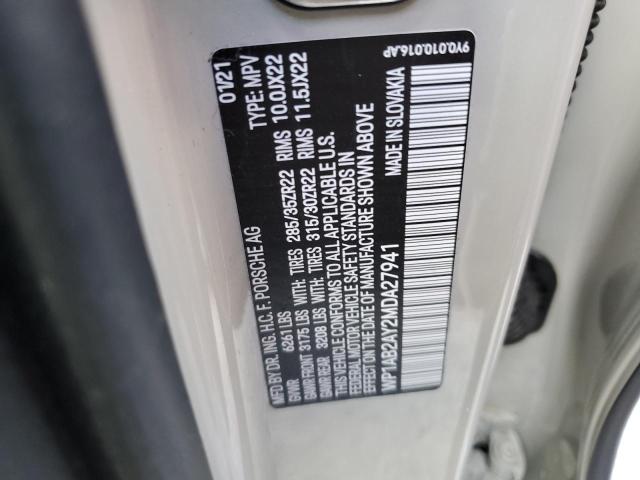 MFD BY DR. ING. H.C. F. PORSCHE AG 01/21
GVWR 6261 LBS TYPE: MPV
GAWR FRONT 3175 LBS WITH: TIRES 285/35ZR22 RIMS 10.0JX22
GAWR REAR 3208 LBS WITH: TIRES 315/30ZR22 RIMS 11.5JX22
THIS VEHICLE CONFORMS TO ALL APPLICABLE U.S.
FEDERAL MOTOR VEHICLE SAFETY STANDARDS IN
EFFECT ON THE DATE OF MANUFACTURE SHOWN ABOVE
WP1AB2AY2MDA27941 MADE IN SLOVAKIA
9Y0.010.016.AP